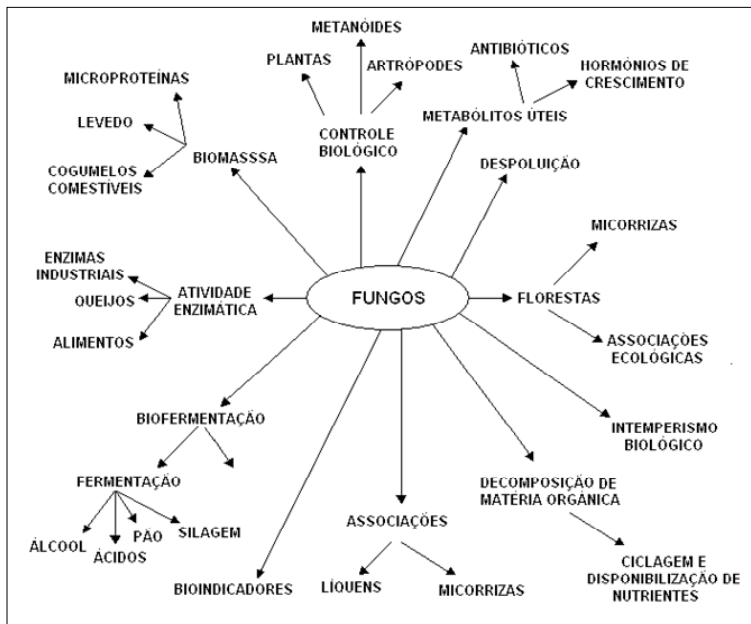 METANÓIDES
PLANTAS
ARTRÓPODES
CONTROLE
BIOLÓGICO
ANTIBIÓTICOS
HORMÓNIOS DE
CRESCIMENTO
METABÓLITOS ÚTEIS
DESPOLUIÇÃO
MICROPROTEÍNAS
LEVEDO
COGUMELOS
COMESTÍVEIS
BIOMASSSA
MICORRIZAS
FLORESTAS
ASSOCIAÇÕES
ECOLÓGICAS
FUNGOS
ENZIMAS
INDUSTRIAIS
QUEIJOS
ALIMENTOS
ATIVIDADE
ENZIMÁTICA
INTEMPERISMO
BIOLÓGICO
BIOFERMENTAÇÃO
FERMENTAÇÃO
ÁLCOOL
ÁCIDOS
PÃO
SILAGEM
BIOINDICADORES
ASSOCIAÇÕES
LÍQUENS
MICORRIZAS
DECOMPOSIÇÃO DE
MATÉRIA ORGÂNICA
CICLAGEM E
DISPONIBILIZAÇÃO DE
NUTRIENTES